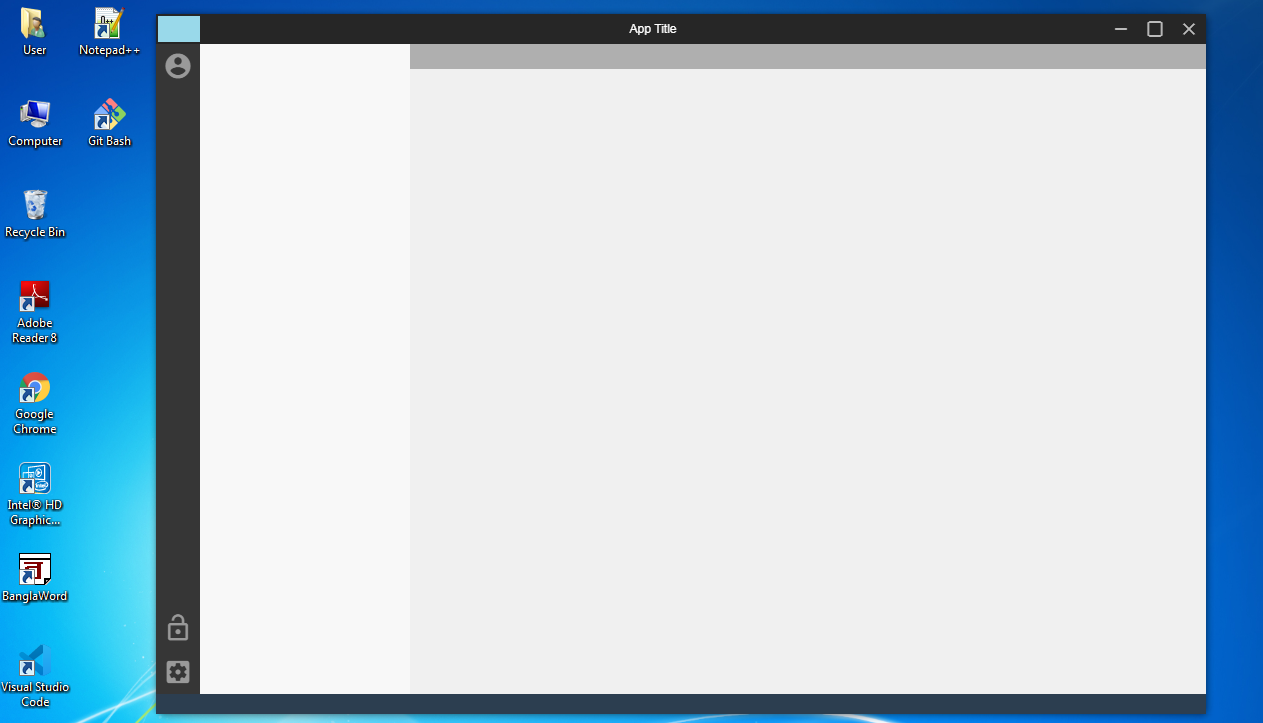 User
Notepad++
Computer
Git Bash
Recycle Bin
Adobe
Reader 8
Google
Chrome
Intel® HD
Graphic...
BanglaWord
Visual Studio
Code
App Title